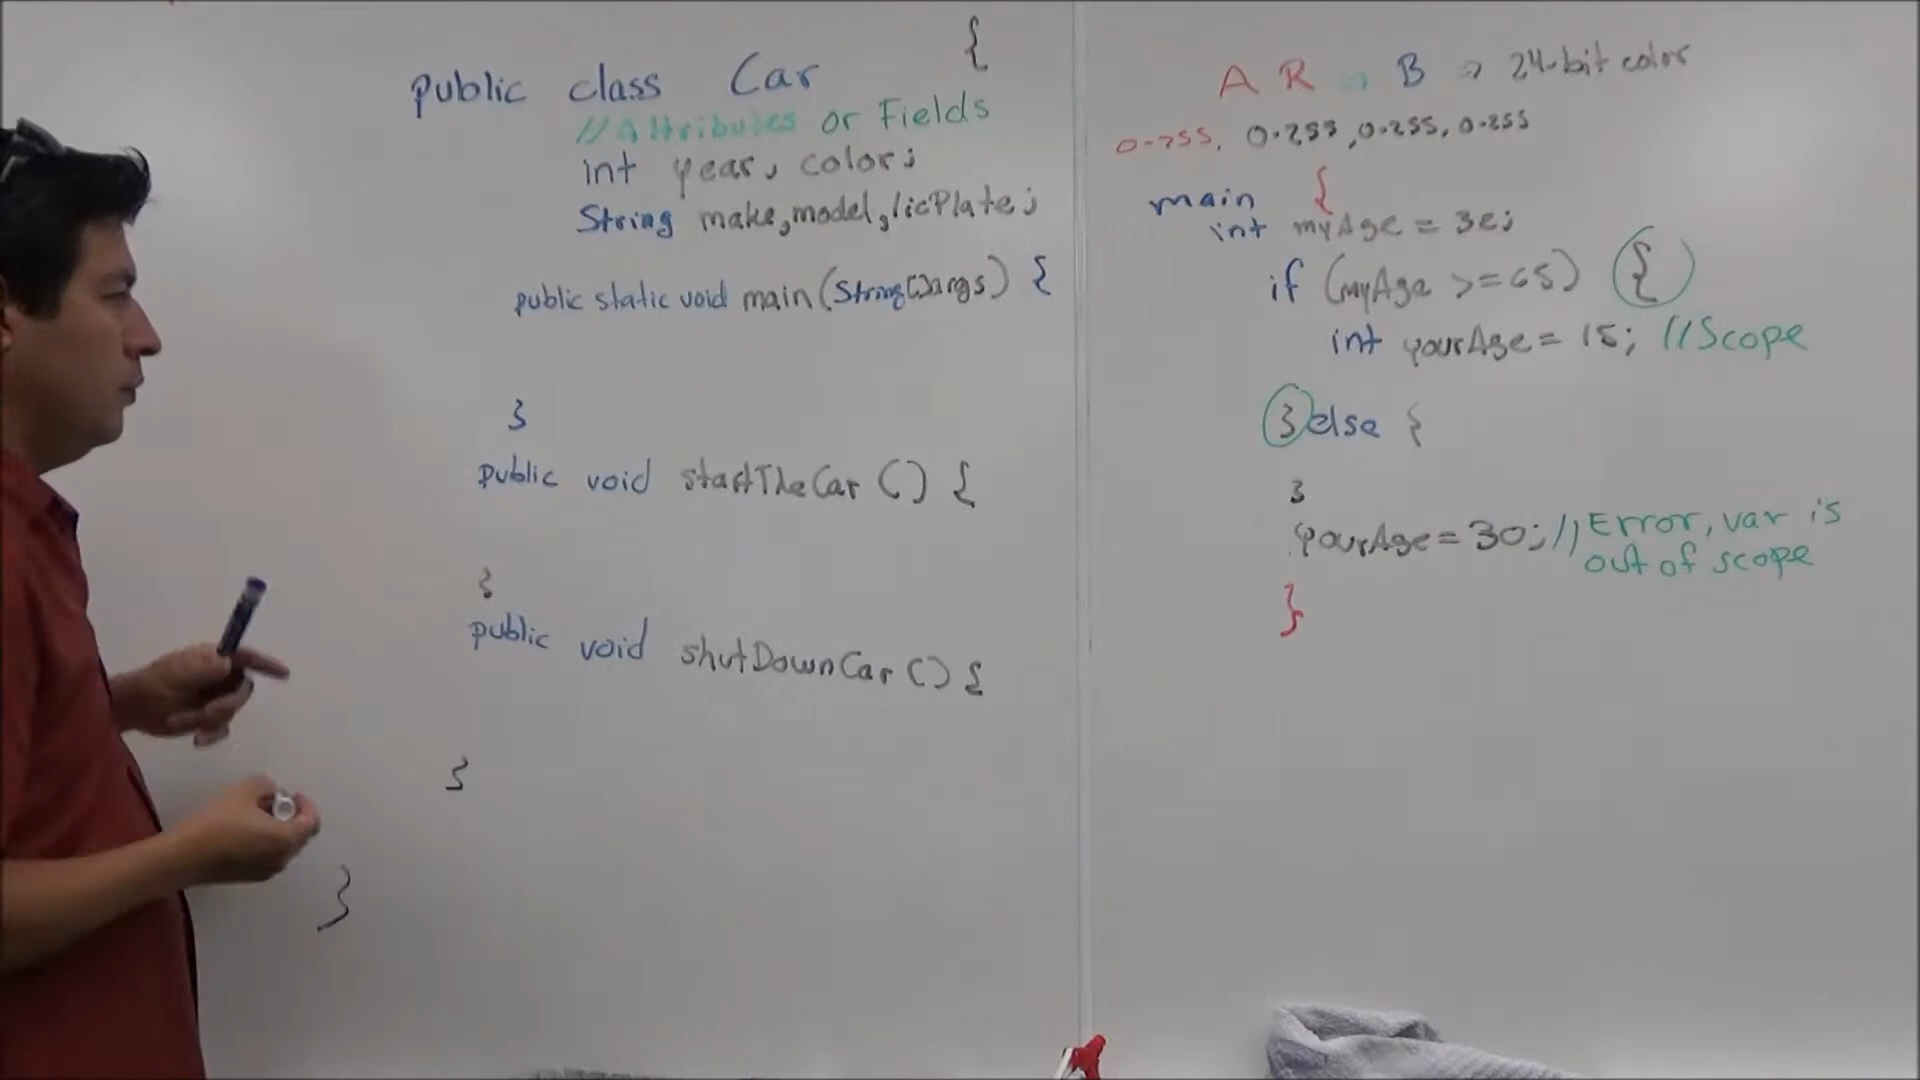 public class Car {
//Attributes or Fields
int year, color;
String make,model,licPlate;
public static void main(String[]args) {
}
public void startTheCar () {
}
public void shutDownCar () {
}
}
A R B => 24-bit color
0-255, 0-255,0-255, 0-255
main {
int myAge =
if (myAge >=65) {
int yourAge = 15; //Scope
}else {
}
yourAge = 30; // Error, var is
out of scope
}